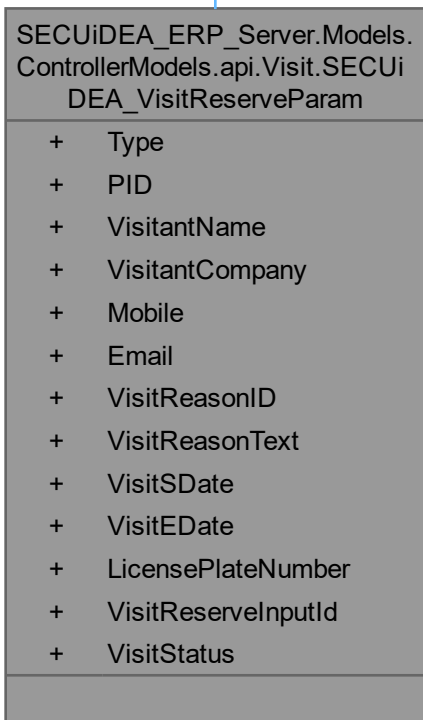 SECUiDEA_ERP_Server.Models.
ControllerModels.api.Visit.SECUi
DEA_VisitReserveParam
+ Type
+ PID
+ VisitantName
+ VisitantCompany
+ Mobile
+ Email
+ VisitReasonID
+ VisitReasonText
+ VisitSDate
+ VisitEDate
+ LicensePlateNumber
+ VisitReserveInputId
+ VisitStatus